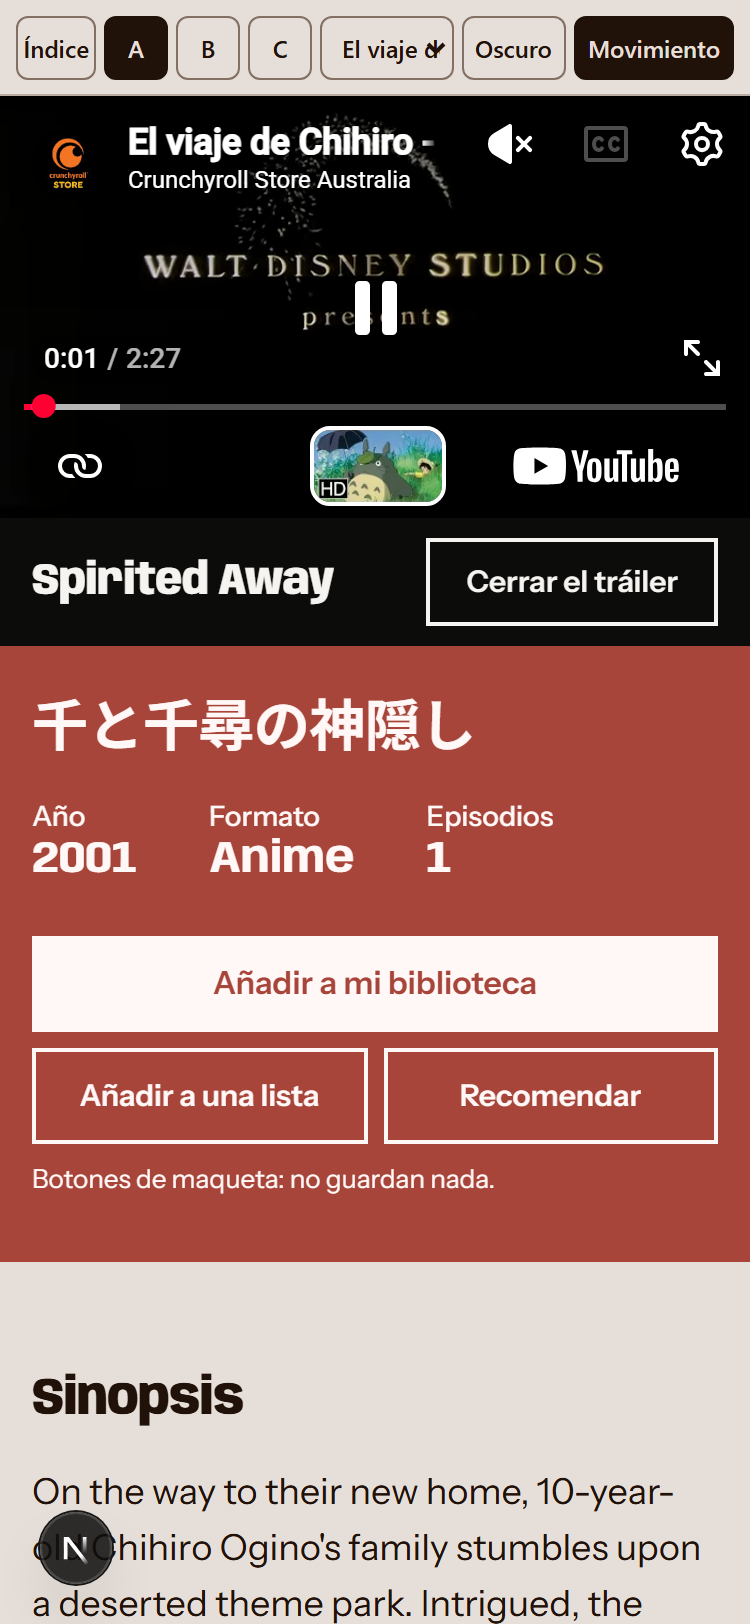 Índice A B C El viaje d Oscuro Movimiento
El viaje de Chihiro -
Crunchyroll Store Australia
crunchyroll
STORE
CC
WALT DISNEY STUDIOS
presents
0:01 / 2:27
HD
YouTube
Spirited Away
Cerrar el tráiler
千と千尋の神隠し
Año Formato Episodios
2001 Anime 1
Añadir a mi biblioteca
Añadir a una lista Recomendar
Botones de maqueta: no guardan nada.
Sinopsis
On the way to their new home, 10-year-
old Chihiro Ogino's family stumbles upon
N
a deserted theme park. Intrigued, the